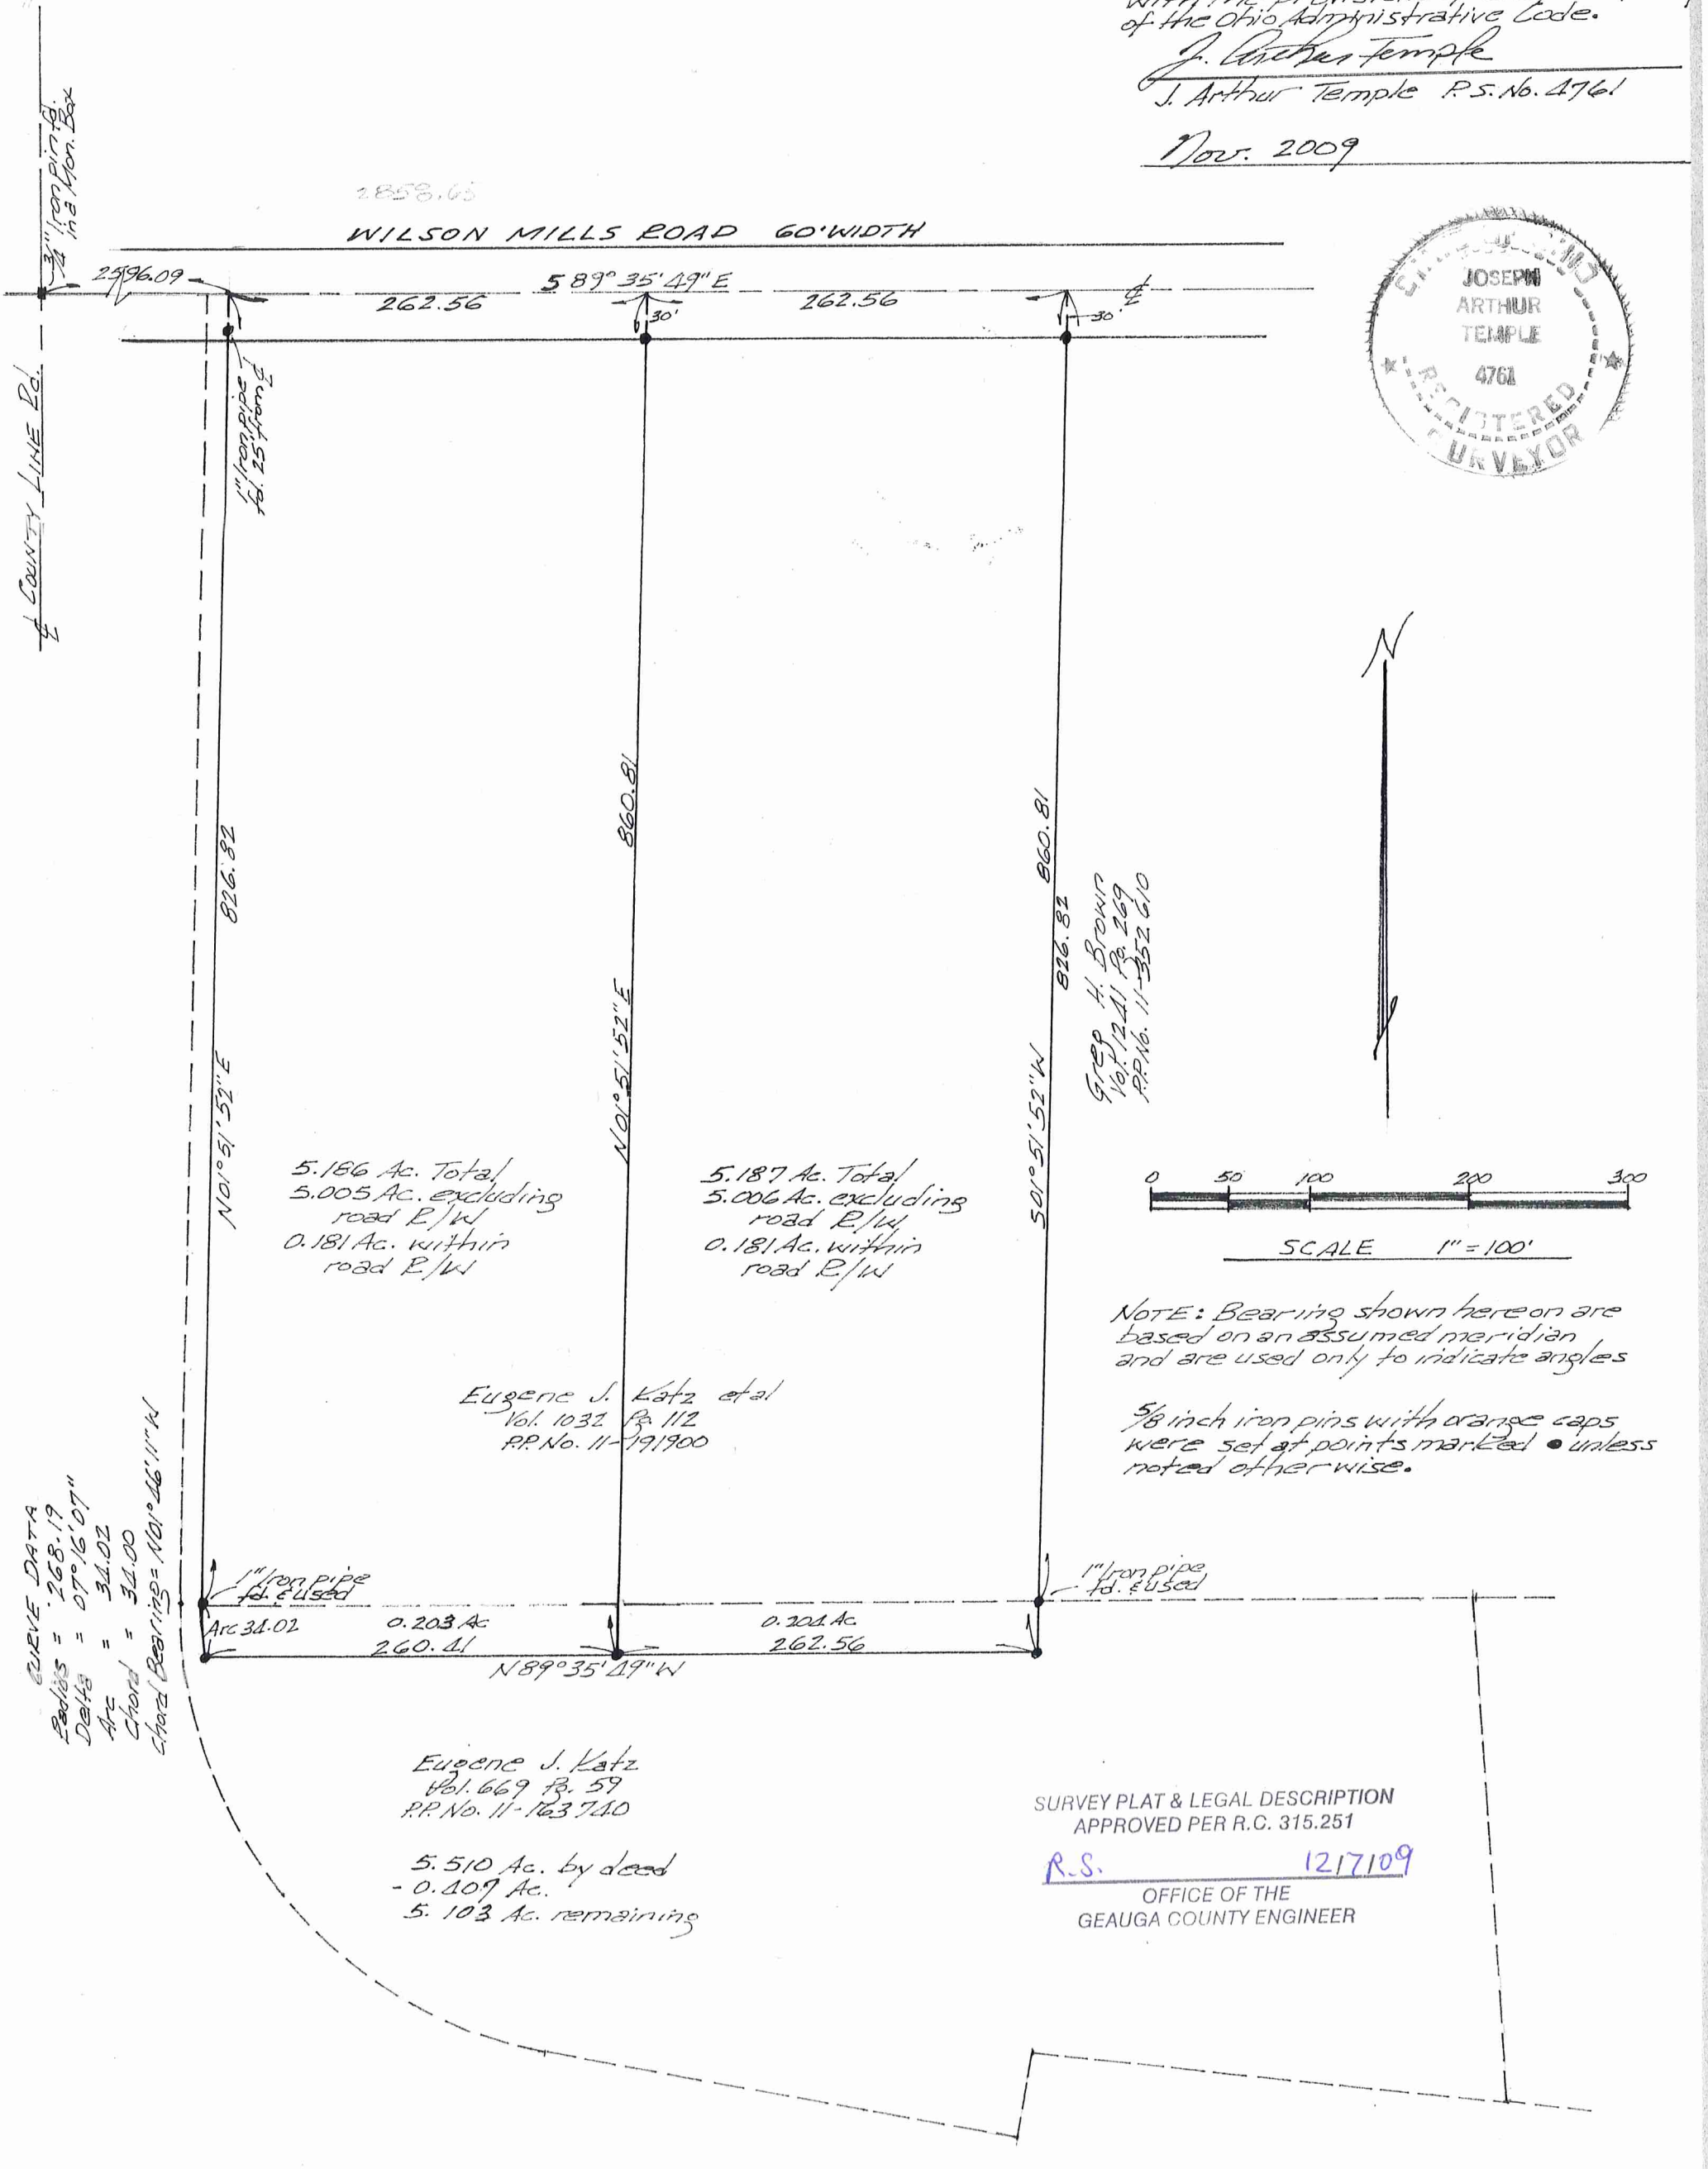 of the Ohio Administrative Code.
J. Arthur Temple
J. Arthur Temple P.S. No. 4761
Nov. 2009
3/4" Iron pin fd.
in a Mon. Box
2858.65
WILSON MILLS ROAD 60' WIDTH
2596.09
S 89° 35' 49" E
262.56
262.56
30'
30'
JOSEPH
ARTHUR
TEMPLE
4761
REGISTERED
SURVEYOR
℄ COUNTY LINE Rd.
1" Iron pipe
fd. 25' from ℄
826.82
860.81
860.81
826.82
Greg H. Brown
Vol. 1241 Pg. 269
P.P. No. 11-352610
N01°51'52"E
N01°51'52"E
S01°51'52"W
N
5.186 Ac. Total
5.005 Ac. excluding
road R/W
0.181 Ac. within
road R/W
5.187 Ac. Total
5.006 Ac. excluding
road R/W
0.181 Ac. within
road R/W
0 50 100 200 300
SCALE 1" = 100'
NOTE: Bearing shown hereon are
based on an assumed meridian
and are used only to indicate angles
5/8 inch iron pins with orange caps
were set at points marked ● unless
noted otherwise.
Eugene J. Katz etal
Vol. 1032 Pg. 112
P.P. No. 11-191900
CURVE DATA
Radius = 268.19
Delta = 07°16'07"
Arc = 34.02
Chord = 34.00
Chord Bearing = N01°46'11"W
1" Iron pipe
fd. & used
1" Iron pipe
fd. & used
Arc 34.02
0.203 Ac
260.41
0.204 Ac
262.56
N 89° 35' 49" W
Eugene J. Katz
Vol. 669 Pg. 59
P.P. No. 11-163740
5.510 Ac. by deed
- 0.407 Ac.
5.103 Ac. remaining
SURVEY PLAT & LEGAL DESCRIPTION
APPROVED PER R.C. 315.251
R.S. 12/7/09
OFFICE OF THE
GEAUGA COUNTY ENGINEER